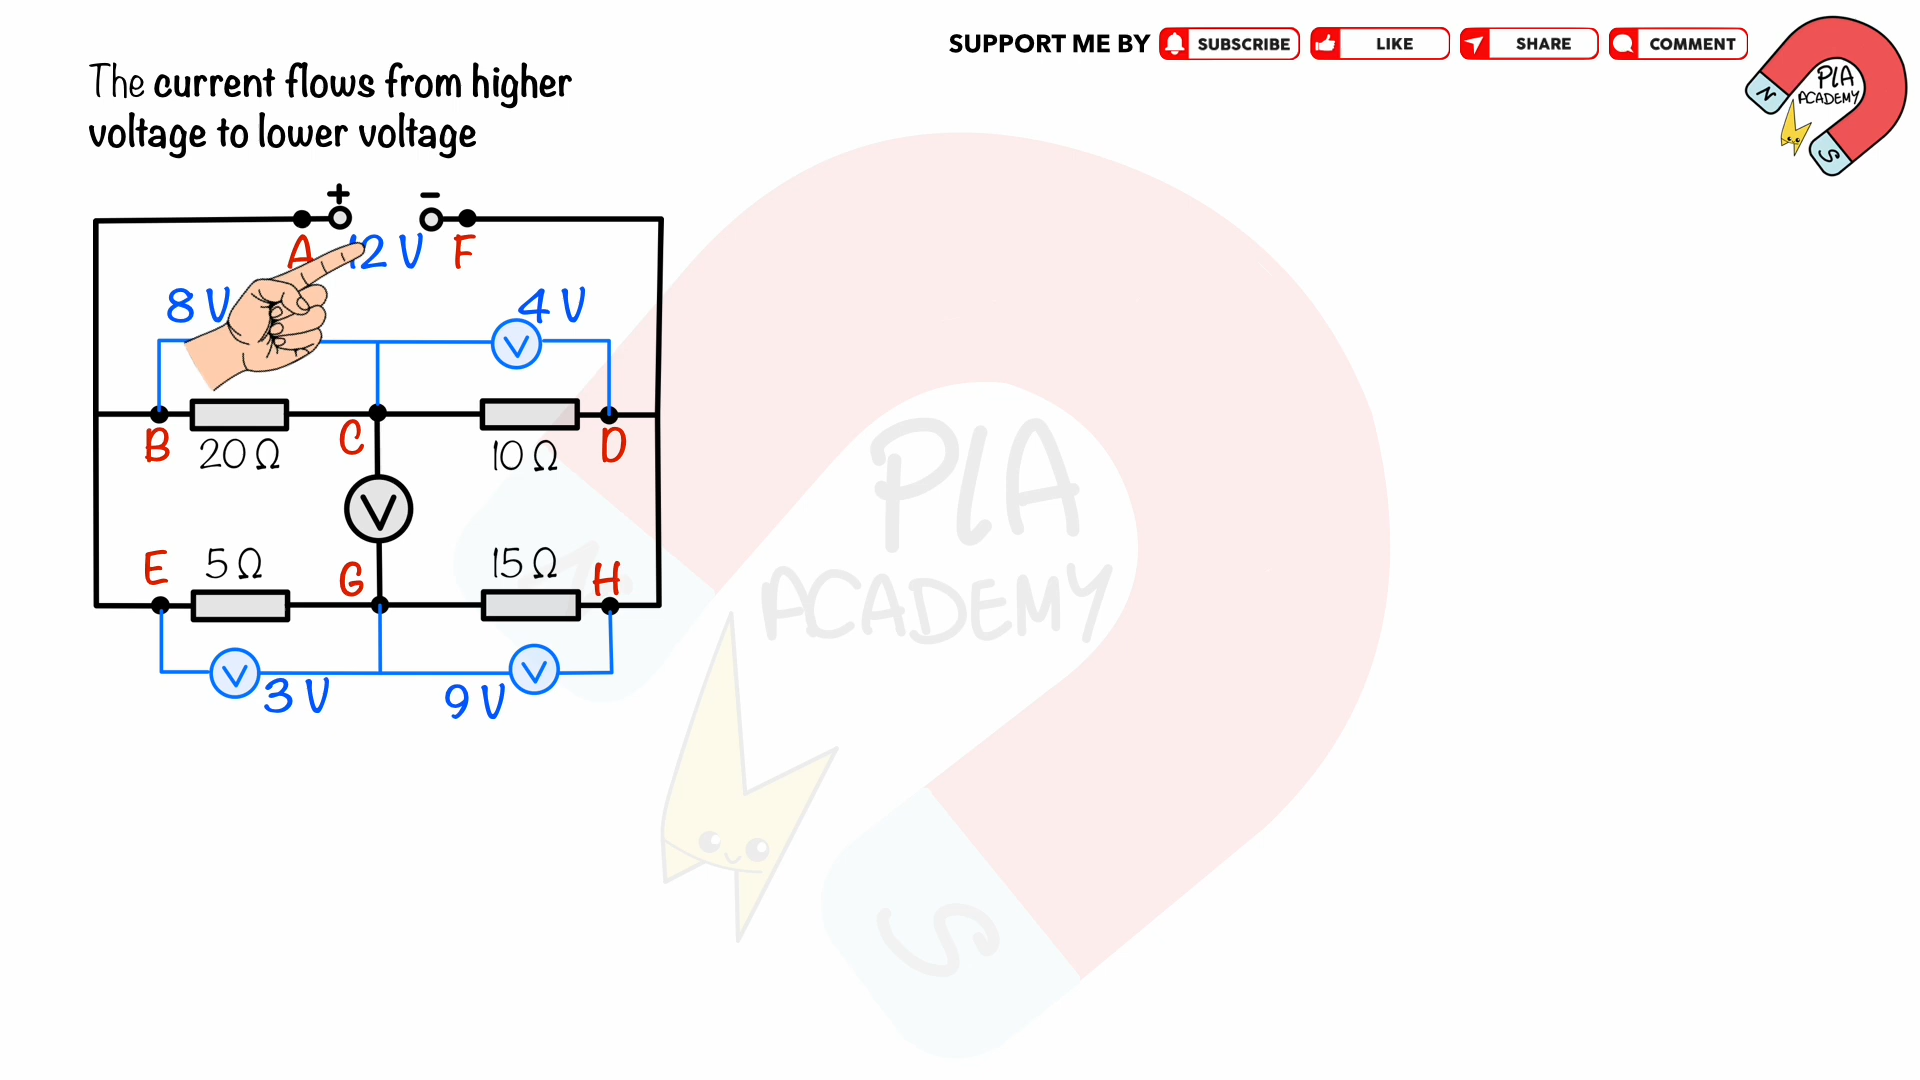 SUPPORT ME BY SUBSCRIBE LIKE SHARE COMMENT
PLA
ACADEMY
N
S
The current flows from higher
voltage to lower voltage
+ −
A 12 V F
8 V 4 V
V
B 20 Ω C 10 Ω D
V
E 5 Ω G 15 Ω H
V 3 V 9 V V
PLA
ACADEMY
N
S